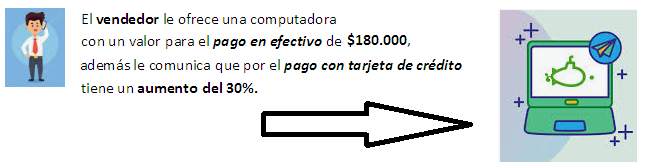 El vendedor le ofrece una computadora
con un valor para el pago en efectivo de $180.000,
además le comunica que por el pago con tarjeta de crédito
tiene un aumento del 30%.